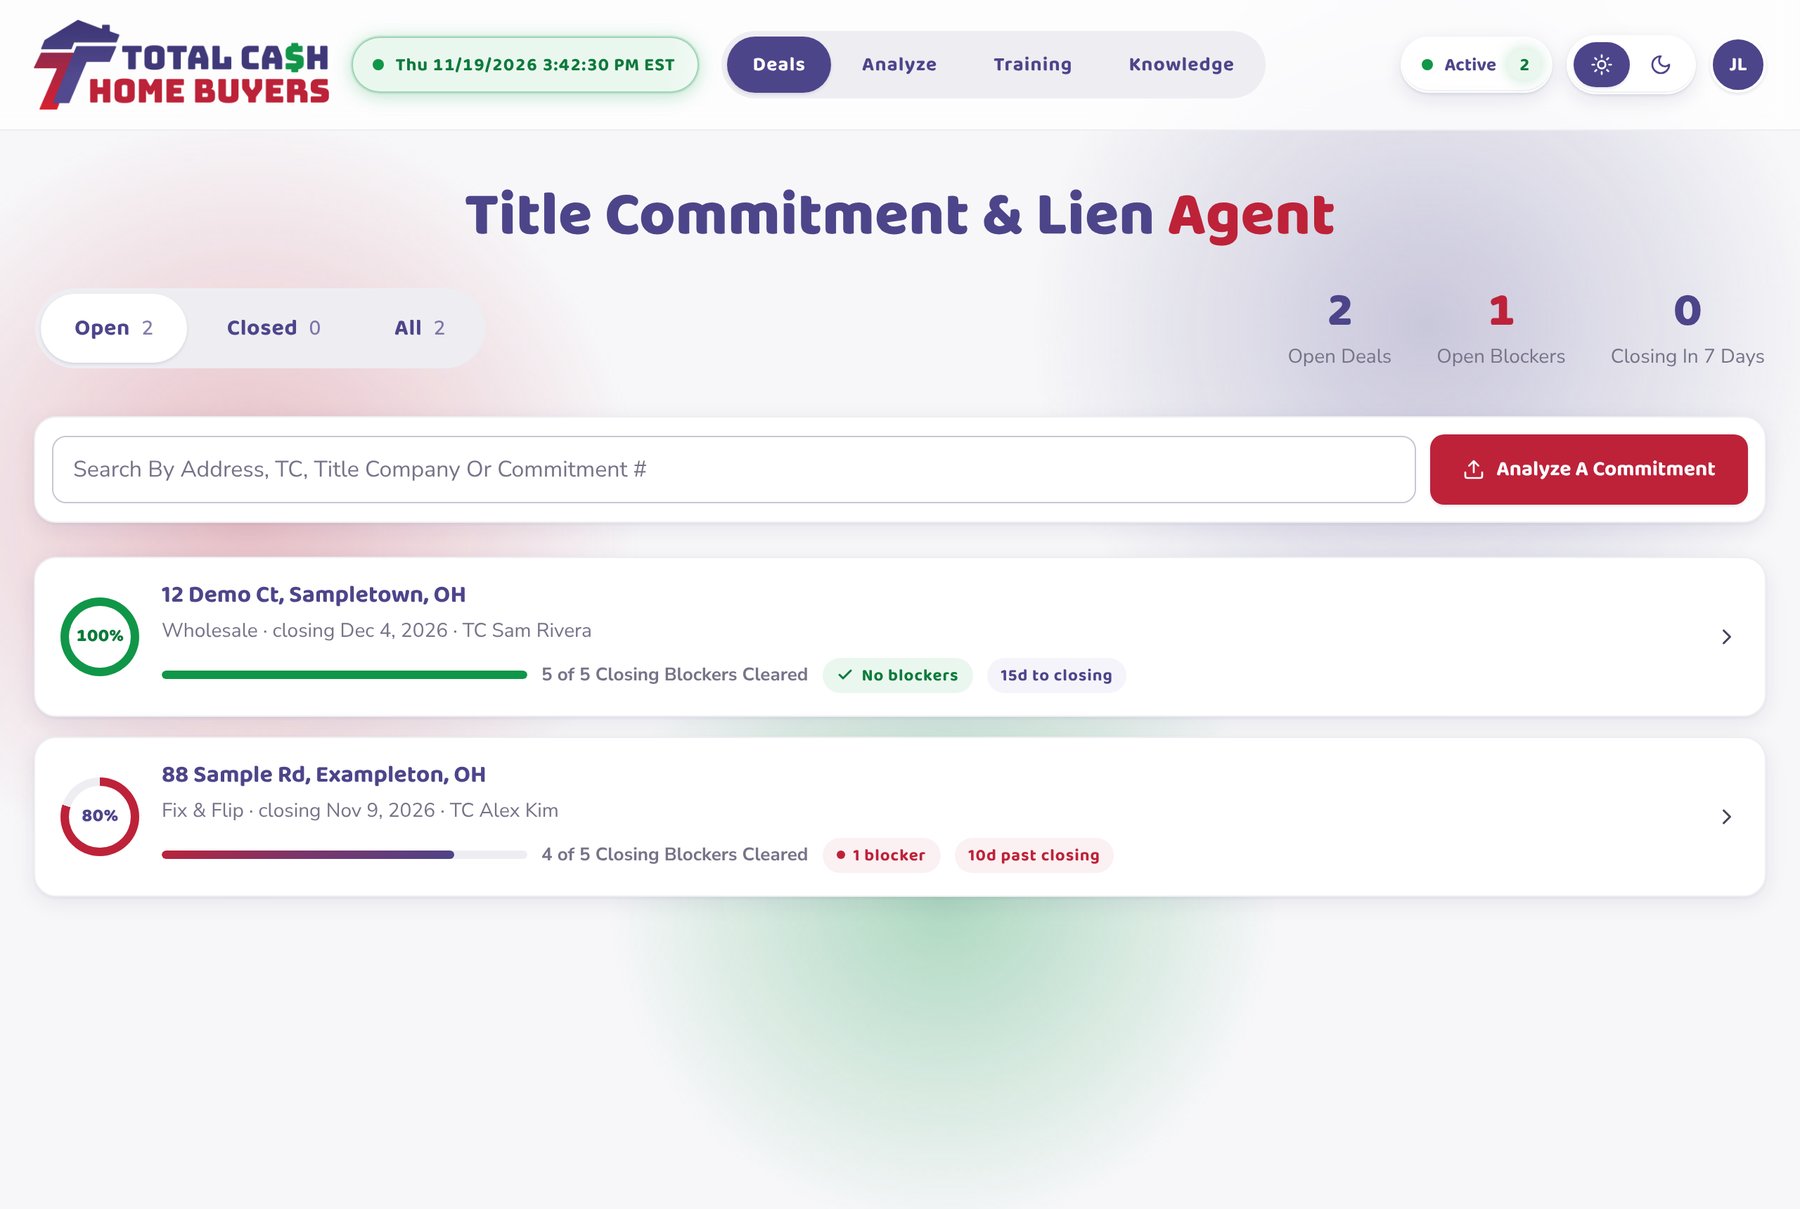 TOTAL CA$H
HOME BUYERS
Thu 11/19/2026 3:42:30 PM EST
Deals
Analyze
Training
Knowledge
Active 2
JL
Title Commitment & Lien Agent
Open 2
Closed 0
All 2
2
Open Deals
1
Open Blockers
0
Closing In 7 Days
Search By Address, TC, Title Company Or Commitment #
Analyze A Commitment
100%
12 Demo Ct, Sampletown, OH
Wholesale · closing Dec 4, 2026 · TC Sam Rivera
5 of 5 Closing Blockers Cleared
No blockers
15d to closing
80%
88 Sample Rd, Exampleton, OH
Fix & Flip · closing Nov 9, 2026 · TC Alex Kim
4 of 5 Closing Blockers Cleared
1 blocker
10d past closing